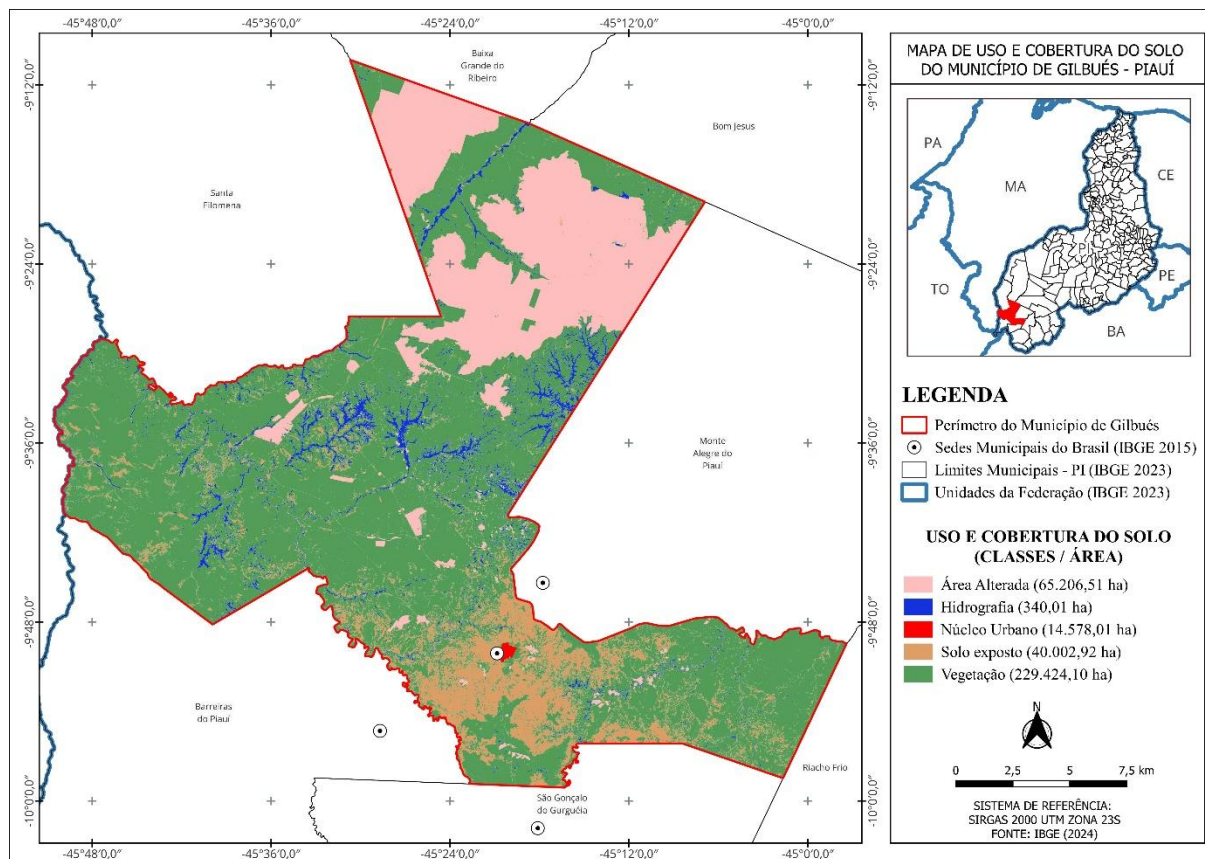 -45°48'0,0"
-45°36'0,0"
-45°24'0,0"
-45°12'0,0"
-45°0'0,0"
-9°12'0,0"
-9°24'0,0"
-9°36'0,0"
-9°48'0,0"
-10°0'0,0"
Baixa
Grande do
Ribeiro
Bom Jesus
Santa
Filomena
Monte
Alegre do
Piauí
Barreiras
do Piauí
Riacho Frio
São Gonçalo
do Gurguéia
-9°12'0,0"
-9°24'0,0"
-9°36'0,0"
-9°48'0,0"
-10°0'0,0"
-45°48'0,0"
-45°36'0,0"
-45°24'0,0"
-45°12'0,0"
-45°0'0,0"
MAPA DE USO E COBERTURA DO SOLO
DO MUNICÍPIO DE GILBUÉS - PIAUÍ
PA
MA
CE
PI
TO
PE
BA
LEGENDA
Perímetro do Município de Gilbués
Sedes Municipais do Brasil (IBGE 2015)
Limites Municipais - PI (IBGE 2023)
Unidades da Federação (IBGE 2023)
USO E COBERTURA DO SOLO
(CLASSES / ÁREA)
Área Alterada (65.206,51 ha)
Hidrografia (340,01 ha)
Núcleo Urbano (14.578,01 ha)
Solo exposto (40.002,92 ha)
Vegetação (229.424,10 ha)
N
0 2,5 5 7,5 km
SISTEMA DE REFERÊNCIA:
SIRGAS 2000 UTM ZONA 23S
FONTE: IBGE (2024)